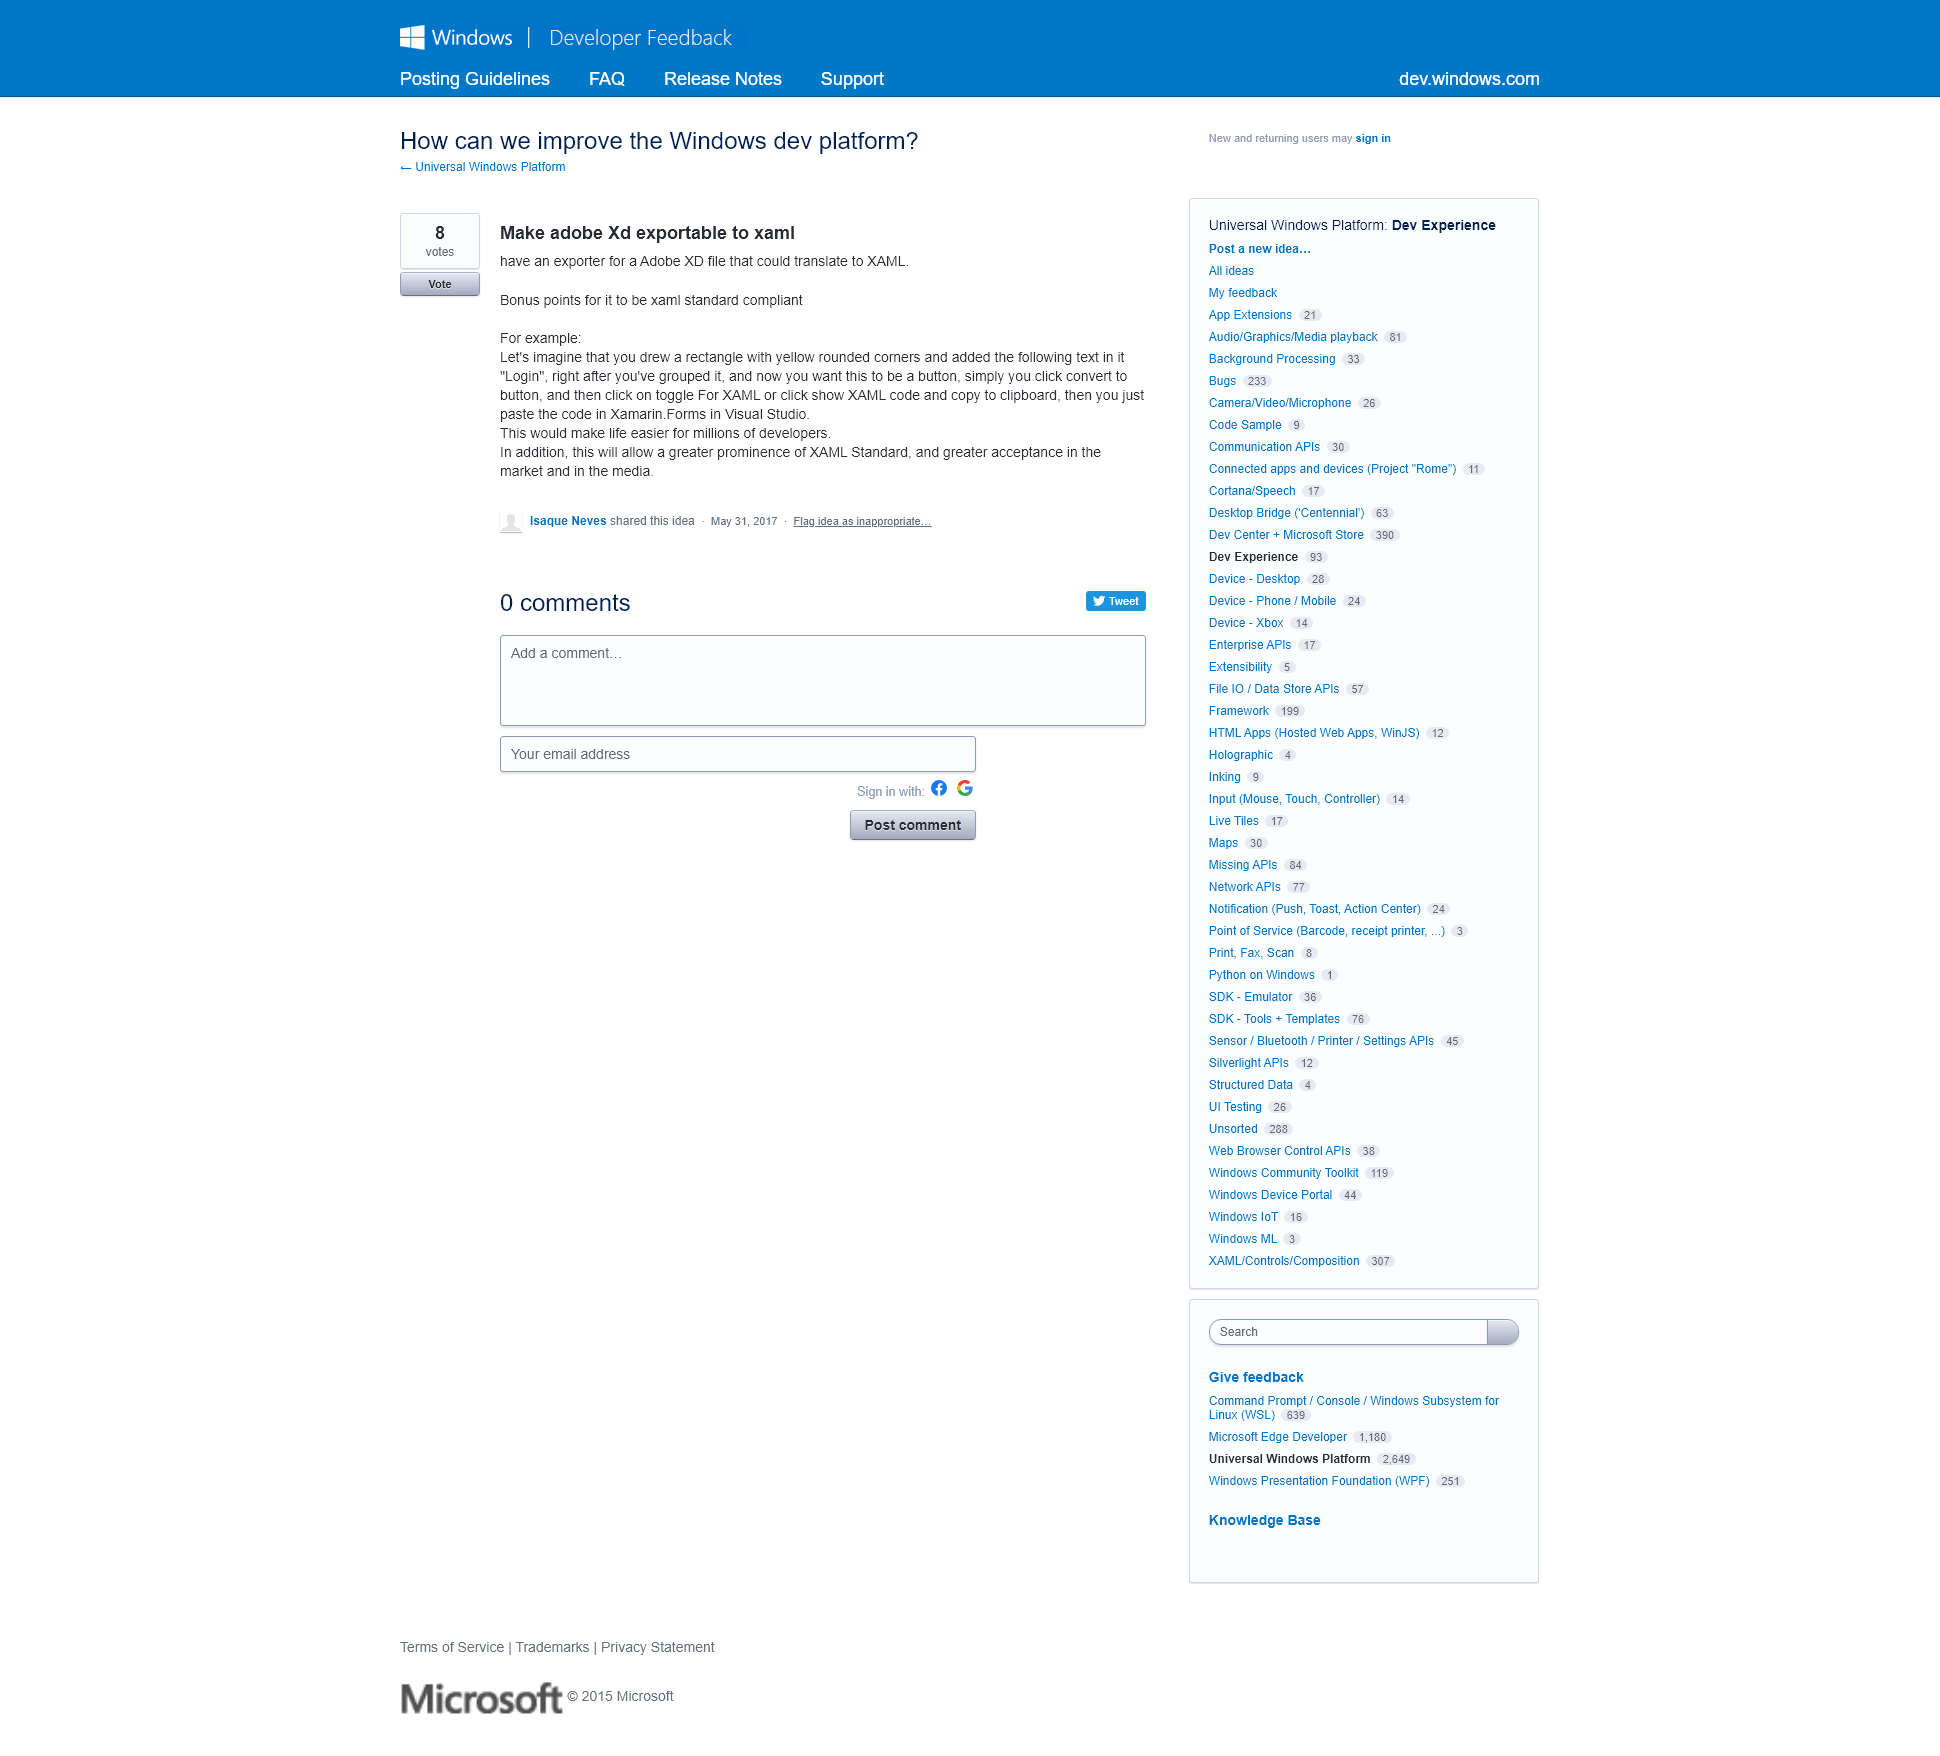 Windows | Developer Feedback
Posting Guidelines FAQ Release Notes Support dev.windows.com
How can we improve the Windows dev platform?
← Universal Windows Platform
New and returning users may sign in
8
votes
Vote
Make adobe Xd exportable to xaml
have an exporter for a Adobe XD file that could translate to XAML.
Bonus points for it to be xaml standard compliant
For example:
Let's imagine that you drew a rectangle with yellow rounded corners and added the following text in it
"Login", right after you've grouped it, and now you want this to be a button, simply you click convert to
button, and then click on toggle For XAML or click show XAML code and copy to clipboard, then you just
paste the code in Xamarin.Forms in Visual Studio.
This would make life easier for millions of developers.
In addition, this will allow a greater prominence of XAML Standard, and greater acceptance in the
market and in the media.
Isaque Neves shared this idea · May 31, 2017 · Flag idea as inappropriate…
0 comments
Tweet
Add a comment…
Your email address
Sign in with:
Post comment
Universal Windows Platform: Dev Experience
Post a new idea…
All ideas
My feedback
App Extensions 21
Audio/Graphics/Media playback 81
Background Processing 33
Bugs 233
Camera/Video/Microphone 26
Code Sample 9
Communication APIs 30
Connected apps and devices (Project "Rome") 11
Cortana/Speech 17
Desktop Bridge ('Centennial') 63
Dev Center + Microsoft Store 390
Dev Experience 93
Device - Desktop 28
Device - Phone / Mobile 24
Device - Xbox 14
Enterprise APIs 17
Extensibility 5
File IO / Data Store APIs 57
Framework 199
HTML Apps (Hosted Web Apps, WinJS) 12
Holographic 4
Inking 9
Input (Mouse, Touch, Controller) 14
Live Tiles 17
Maps 30
Missing APIs 84
Network APIs 77
Notification (Push, Toast, Action Center) 24
Point of Service (Barcode, receipt printer, ...) 3
Print, Fax, Scan 8
Python on Windows 1
SDK - Emulator 36
SDK - Tools + Templates 76
Sensor / Bluetooth / Printer / Settings APIs 45
Silverlight APIs 12
Structured Data 4
UI Testing 26
Unsorted 288
Web Browser Control APIs 38
Windows Community Toolkit 119
Windows Device Portal 44
Windows IoT 16
Windows ML 3
XAML/Controls/Composition 307
Search
Give feedback
Command Prompt / Console / Windows Subsystem for
Linux (WSL) 639
Microsoft Edge Developer 1,180
Universal Windows Platform 2,649
Windows Presentation Foundation (WPF) 251
Knowledge Base
Terms of Service | Trademarks | Privacy Statement
Microsoft © 2015 Microsoft